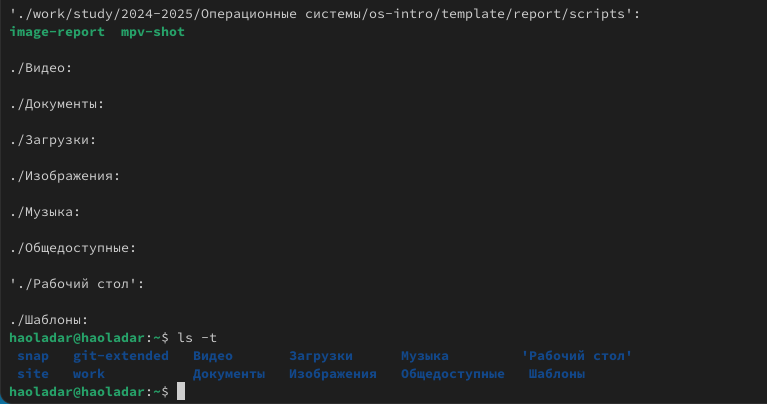 './work/study/2024-2025/Операционные системы/os-intro/template/report/scripts':
image-report  mpv-shot
./Видео:
./Документы:
./Загрузки:
./Изображения:
./Музыка:
./Общедоступные:
'./Рабочий стол':
./Шаблоны:
haoladar@haoladar:~$ ls -t
snap   git-extended   Видео       Загрузки      Музыка         'Рабочий стол'
site   work           Документы   Изображения   Общедоступные   Шаблоны
haoladar@haoladar:~$